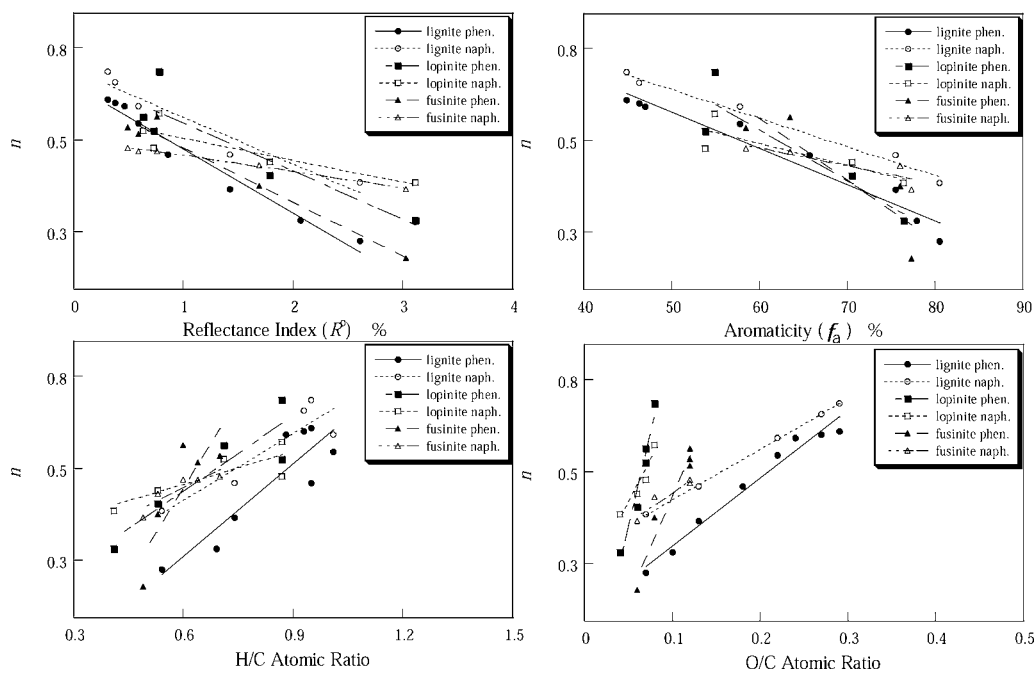 lignite phen.
lignite naph.
lopinite phen.
lopinite naph.
fusinite phen.
fusinite naph.
0.8
0.5
0.3
n
0 1 2 3 4
Reflectance Index (R°) %
lignite phen.
lignite naph.
lopinite phen.
lopinite naph.
fusinite phen.
fusinite naph.
0.8
0.5
0.3
n
40 50 60 70 80 90
Aromaticity (fa) %
lignite phen.
lignite naph.
lopinite phen.
lopinite naph.
fusinite phen.
fusinite naph.
0.8
0.5
0.3
n
0.3 0.6 0.9 1.2 1.5
H/C Atomic Ratio
lignite phen.
lignite naph.
lopinite phen.
lopinite naph.
fusinite phen.
fusinite naph.
0.8
0.5
0.3
n
0 0.1 0.2 0.3 0.4 0.5
O/C Atomic Ratio